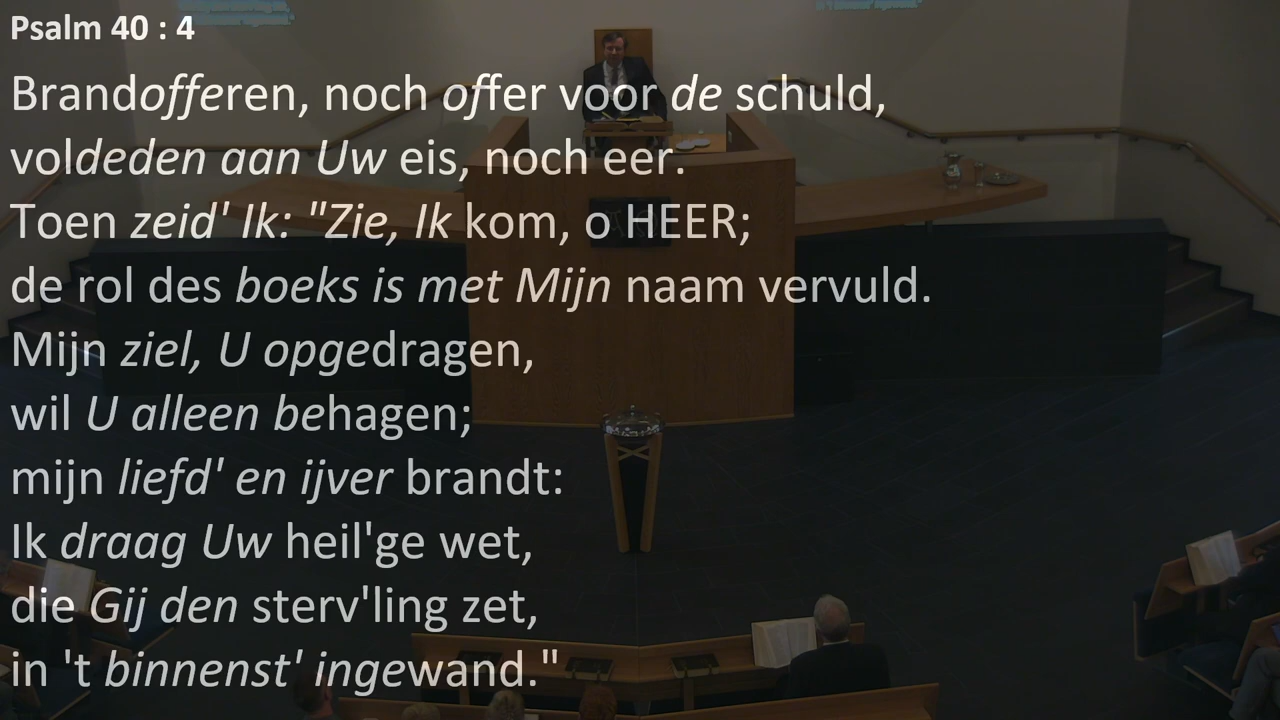 Psalm 40 : 4
Brandofferen, noch offer voor de schuld,
voldeden aan Uw eis, noch eer.
Toen zeid' Ik: "Zie, Ik kom, o HEER;
de rol des boeks is met Mijn naam vervuld.
Mijn ziel, U opgedragen,
wil U alleen behagen;
mijn liefd' en ijver brandt:
Ik draag Uw heil'ge wet,
die Gij den sterv'ling zet,
in 't binnenst' ingewand."